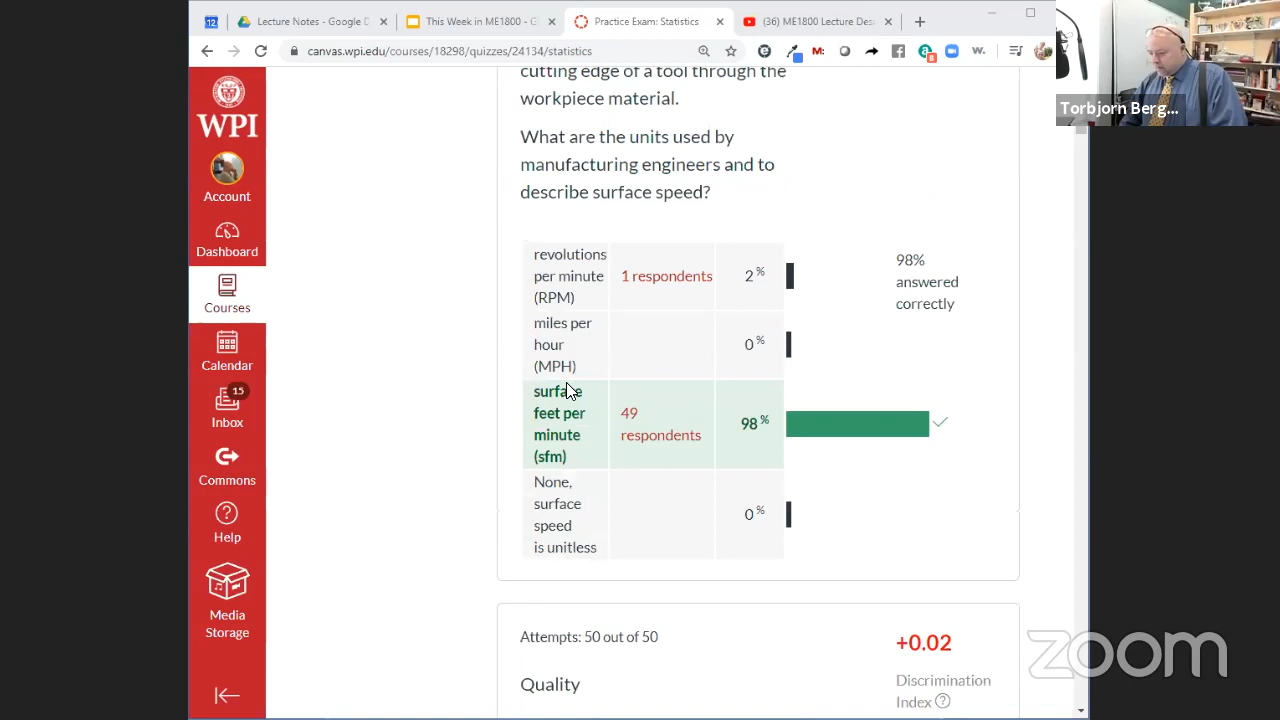 12
Lecture Notes - Google D
This Week in ME1800 - G
Practice Exam: Statistics
(36) ME1800 Lecture Des
canvas.wpi.edu/courses/18298/quizzes/24134/statistics
M:
a
8
W.
Torbjorn Berg...
WPI
Account
Dashboard
Courses
Calendar
15
Inbox
Commons
Help
Media
Storage
cutting edge of a tool through the
workpiece material.
What are the units used by
manufacturing engineers and to
describe surface speed?
revolutions
per minute
(RPM)
1 respondents
2 %
98%
answered
correctly
miles per
hour
(MPH)
0 %
surface
feet per
minute
(sfm)
49
respondents
98 %
None,
surface
speed
is unitless
0 %
Attempts: 50 out of 50
+0.02
Discrimination
Index ?
Quality
zoom